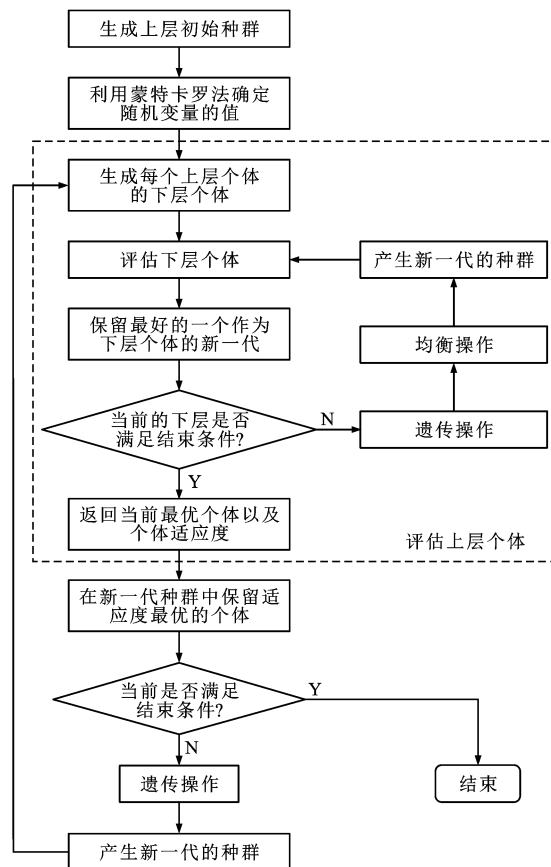 生成上层初始种群
利用蒙特卡罗法确定
随机变量的值
生成每个上层个体
的下层个体
评估下层个体
产生新一代的种群
保留最好的一个作为
下层个体的新一代
均衡操作
当前的下层是否
满足结束条件?
N
遗传操作
Y
返回当前最优个体以及
个体适应度
评估上层个体
在新一代种群中保留适
应度最优的个体
当前是否满足
结束条件?
Y
N
遗传操作
结束
产生新一代的种群